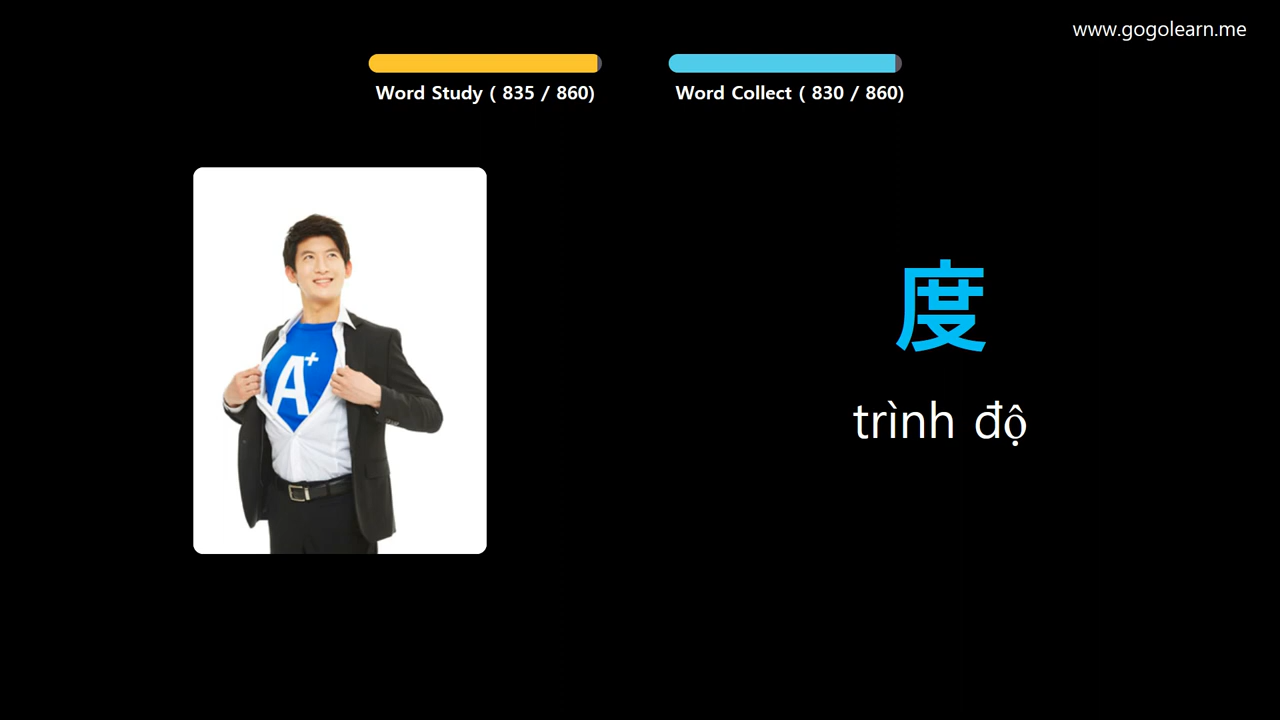 www.gogolearn.me
Word Study ( 835 / 860)
Word Collect ( 830 / 860)
A+
度
trình độ